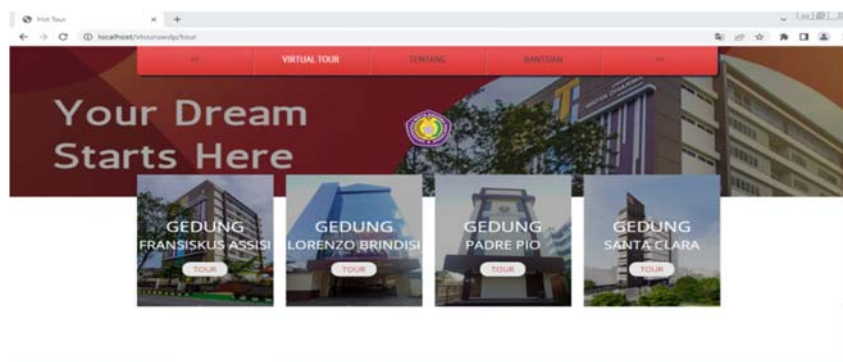 Hot Tour
localhost/vtouruwdp/tour
<< VIRTUAL TOUR TENTANG BANTUAN >>
Your Dream
Starts Here
GEDUNG
FRANSISKUS ASSISI
TOUR
GEDUNG
LORENZO BRINDISI
TOUR
GEDUNG
PADRE PIO
TOUR
GEDUNG
SANTA CLARA
TOUR